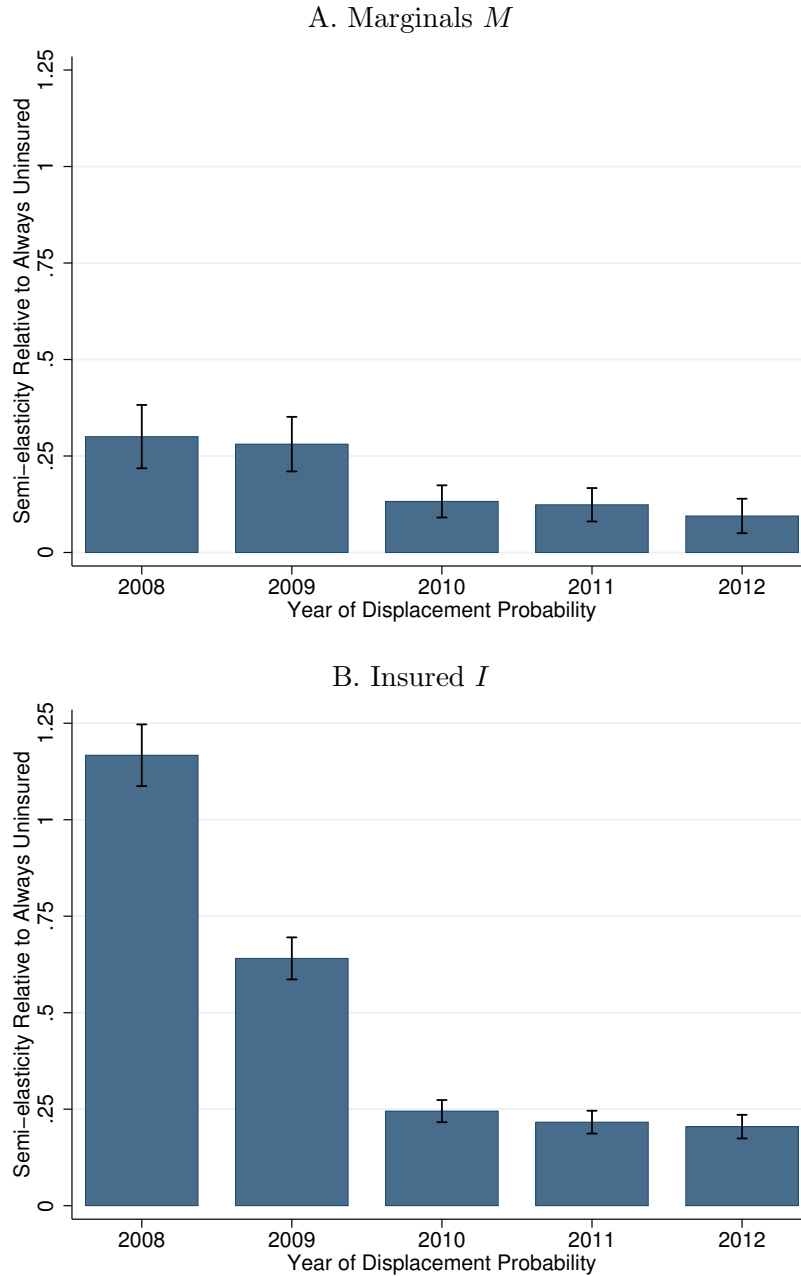 A. Marginals M
Semi−elasticity Relative to Always Uninsured
1.25
1
.75
.5
.25
0
2008 2009 2010 2011 2012
Year of Displacement Probability
B. Insured I
Semi−elasticity Relative to Always Uninsured
1.25
1
.75
.5
.25
0
2008 2009 2010 2011 2012
Year of Displacement Probability